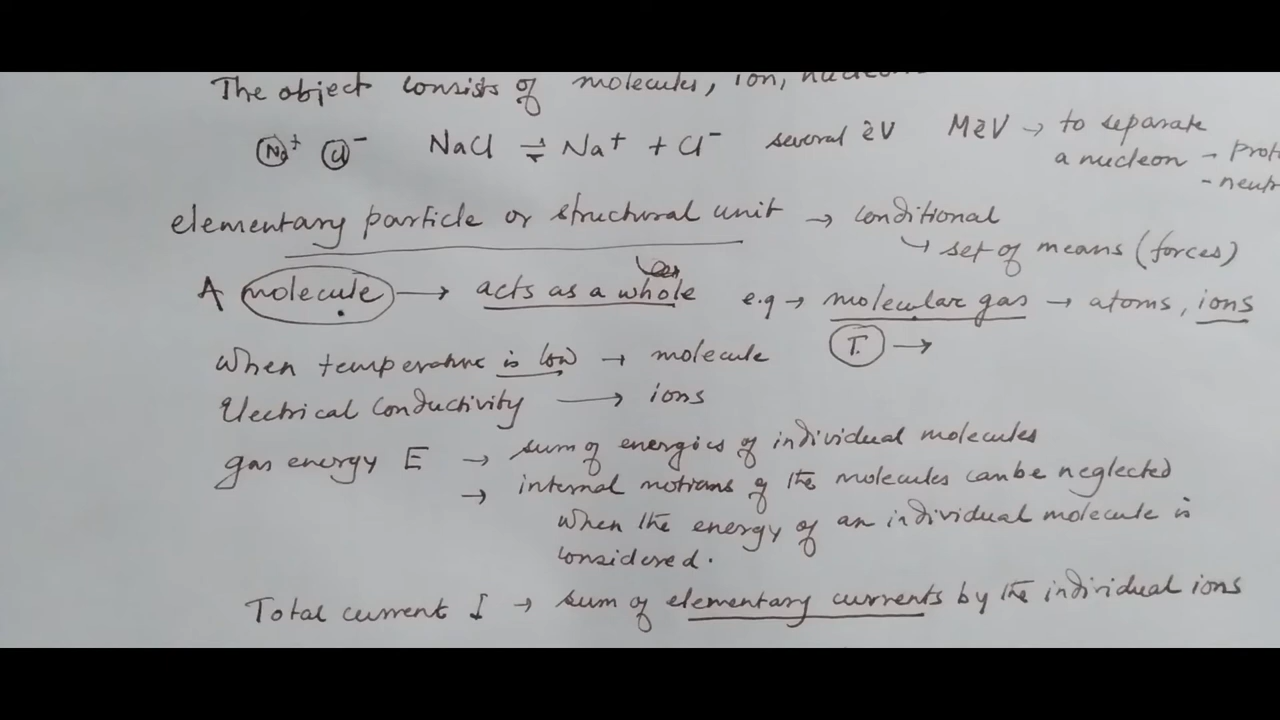 The object consists of molecules, ion,
Na⁺ Cl⁻ NaCl ⇌ Na⁺ + Cl⁻ several eV MeV → to separate
a nucleon -
-
elementary particle or structural unit → conditional
↳ set of means (forces)
A molecule → acts as a whole e.g → molecular gas → atoms, ions
T. →
When temperature is low → molecule
Electrical conductivity → ions
gas energy E → sum of energies of individual molecules
→ internal motions of the molecules can be neglected
when the energy of an individual molecule is
considered.
Total current I → sum of elementary currents by the individual ions